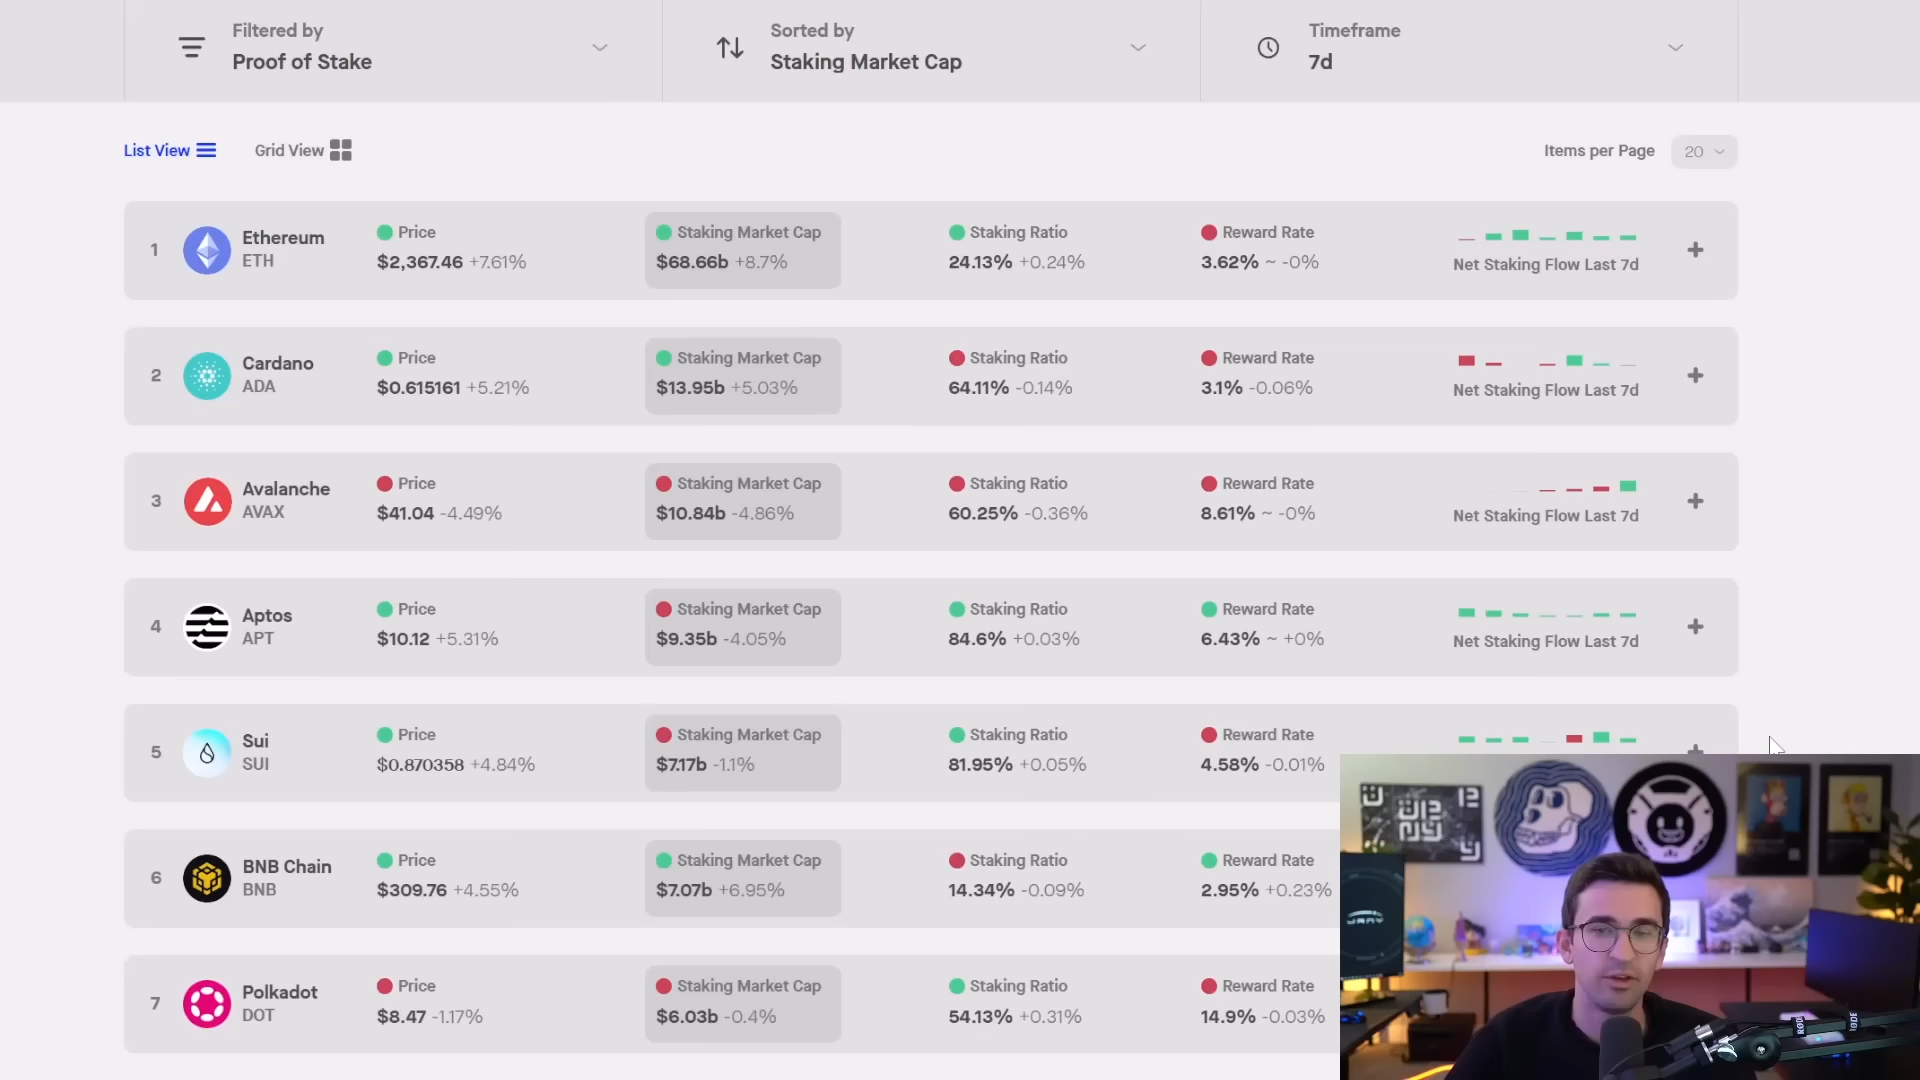 Filtered by
Proof of Stake
Sorted by
Staking Market Cap
Timeframe
7d
List View
Grid View
Items per Page
20
1
Ethereum
ETH
Price
$2,367.46 +7.61%
Staking Market Cap
$68.66b +8.7%
Staking Ratio
24.13% +0.24%
Reward Rate
3.62% ~ -0%
Net Staking Flow Last 7d
2
Cardano
ADA
Price
$0.615161 +5.21%
Staking Market Cap
$13.95b +5.03%
Staking Ratio
64.11% -0.14%
Reward Rate
3.1% -0.06%
Net Staking Flow Last 7d
3
Avalanche
AVAX
Price
$41.04 -4.49%
Staking Market Cap
$10.84b -4.86%
Staking Ratio
60.25% -0.36%
Reward Rate
8.61% ~ -0%
Net Staking Flow Last 7d
4
Aptos
APT
Price
$10.12 +5.31%
Staking Market Cap
$9.35b -4.05%
Staking Ratio
84.6% +0.03%
Reward Rate
6.43% ~ +0%
Net Staking Flow Last 7d
5
Sui
SUI
Price
$0.870358 +4.84%
Staking Market Cap
$7.17b -1.1%
Staking Ratio
81.95% +0.05%
Reward Rate
4.58% -0.01%
6
BNB Chain
BNB
Price
$309.76 +4.55%
Staking Market Cap
$7.07b +6.95%
Staking Ratio
14.34% -0.09%
Reward Rate
2.95% +0.23%
7
Polkadot
DOT
Price
$8.47 -1.17%
Staking Market Cap
$6.03b -0.4%
Staking Ratio
54.13% +0.31%
Reward Rate
14.9% -0.03%
RØDE
RØDE